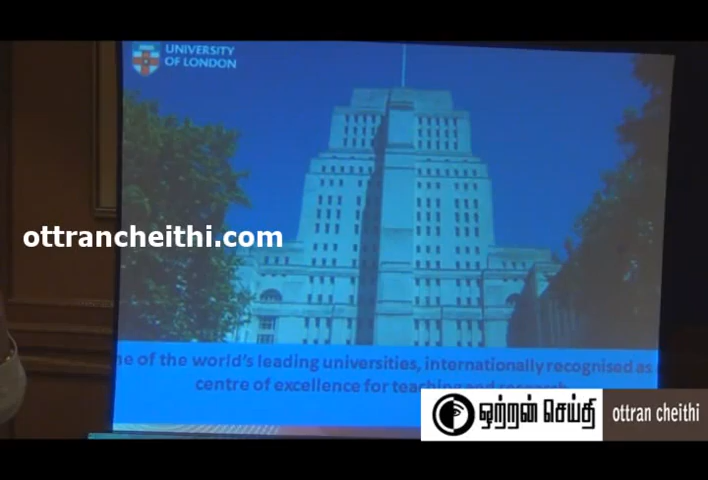 UNIVERSITY
OF LONDON
ottrancheithi.com
of the world's leading universities, internationally recognised as
centre of excellence for teaching and research
ஒற்றன் செய்தி
ottran cheithi